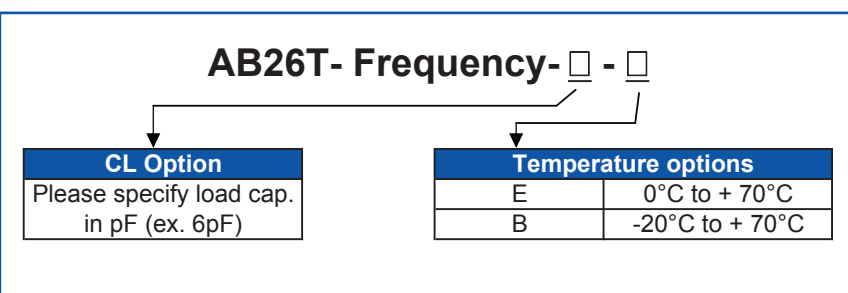 AB26T- Frequency- □ - □
CL Option
Please specify load cap.
in pF (ex. 6pF)
Temperature options
E 0°C to + 70°C
B -20°C to + 70°C